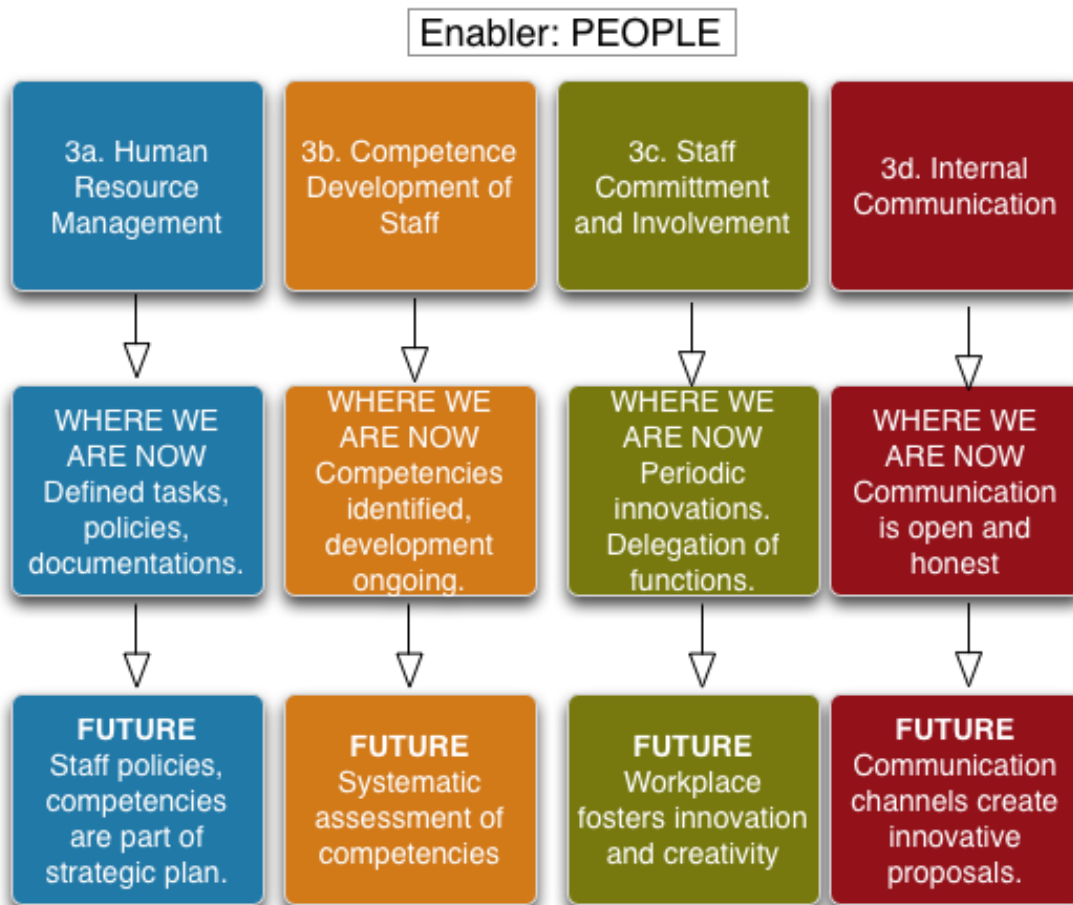 Enabler: PEOPLE
3a. Human
Resource
Management
3b. Competence
Development of
Staff
3c. Staff
Committment
and Involvement
3d. Internal
Communication
WHERE WE
ARE NOW
Defined tasks,
policies,
documentations.
WHERE WE
ARE NOW
Competencies
identified,
development
ongoing.
WHERE WE
ARE NOW
Periodic
innovations.
Delegation of
functions.
WHERE WE
ARE NOW
Communication
is open and
honest
FUTURE
Staff policies,
competencies
are part of
strategic plan.
FUTURE
Systematic
assessment of
competencies
FUTURE
Workplace
fosters innovation
and creativity
FUTURE
Communication
channels create
innovative
proposals.